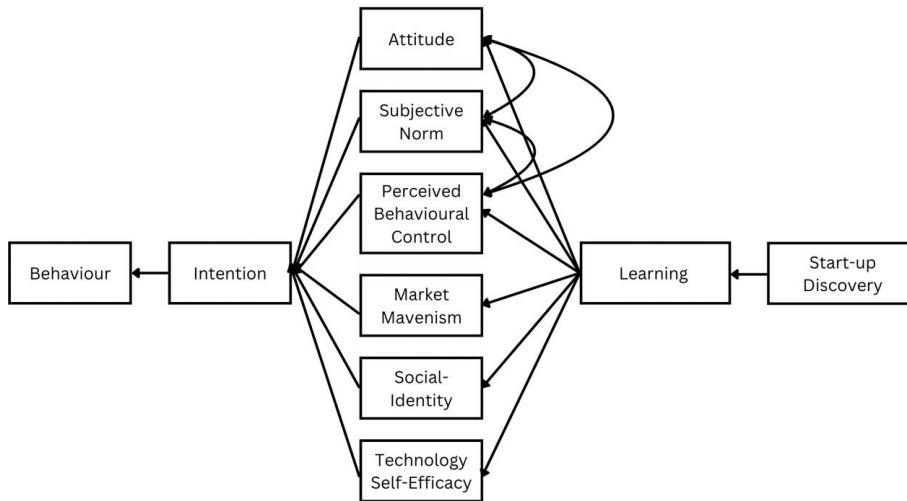 Attitude
Subjective
Norm
Perceived
Behavioural
Control
Behaviour
Intention
Learning
Start-up
Discovery
Market
Mavenism
Social-
Identity
Technology
Self-Efficacy